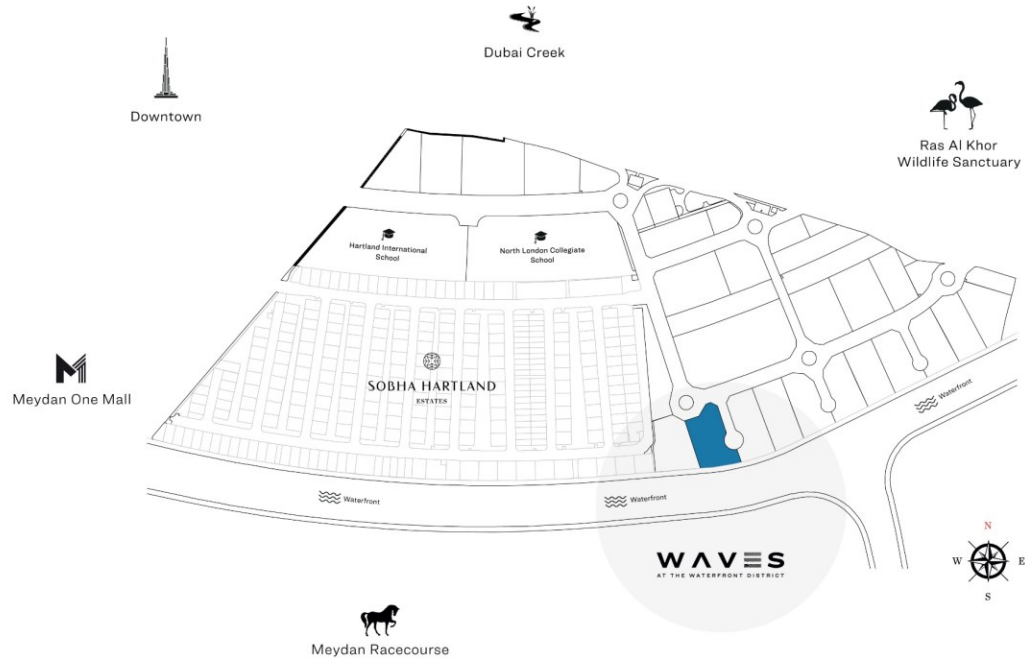 Dubai Creek
Downtown
Ras Al Khor
Wildlife Sanctuary
Hartland International
School
North London Collegiate
School
Meydan One Mall
SOBHA HARTLAND
ESTATES
Waterfront
Waterfront
Waterfront
WAVES
AT THE WATERFRONT DISTRICT
N
W E
S
Meydan Racecourse